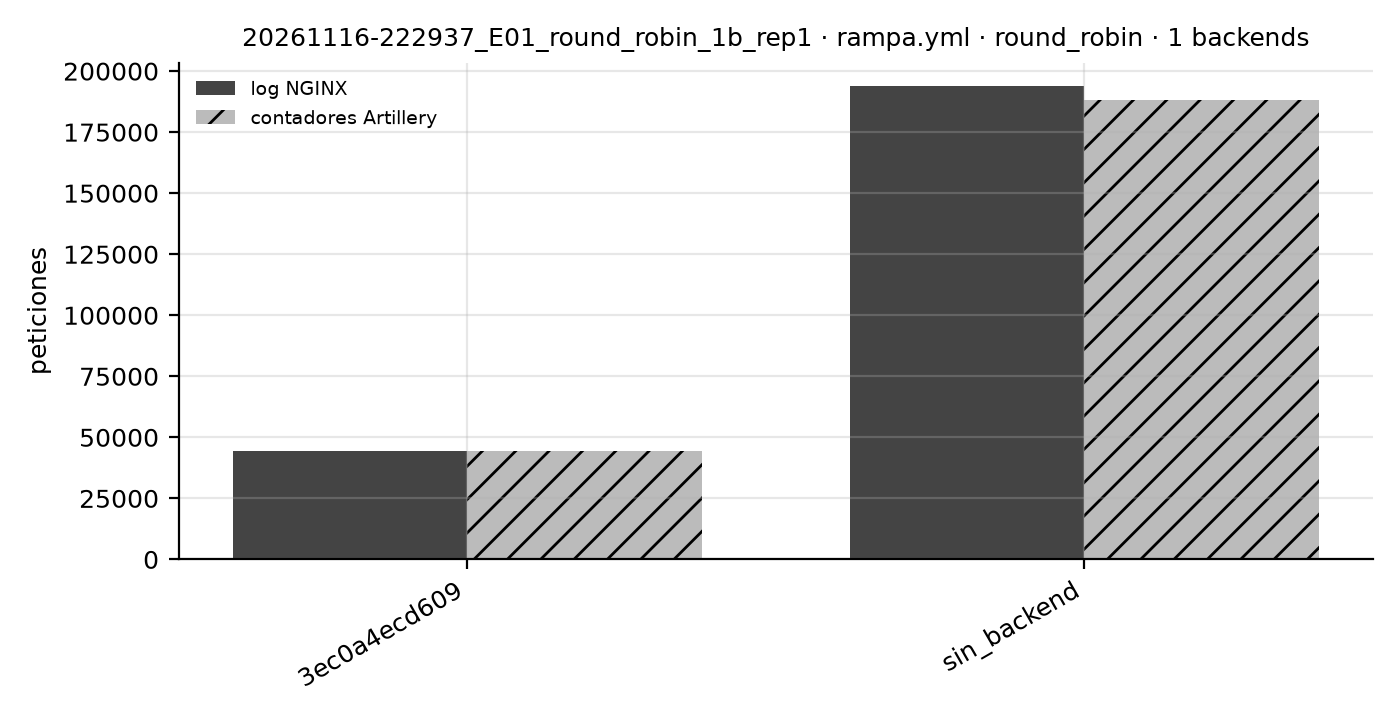 20261116-222937_E01_round_robin_1b_rep1 · rampa.yml · round_robin · 1 backends
log NGINX
contadores Artillery
peticiones
200000
175000
150000
125000
100000
75000
50000
25000
0
3ec0a4ecd609
sin_backend